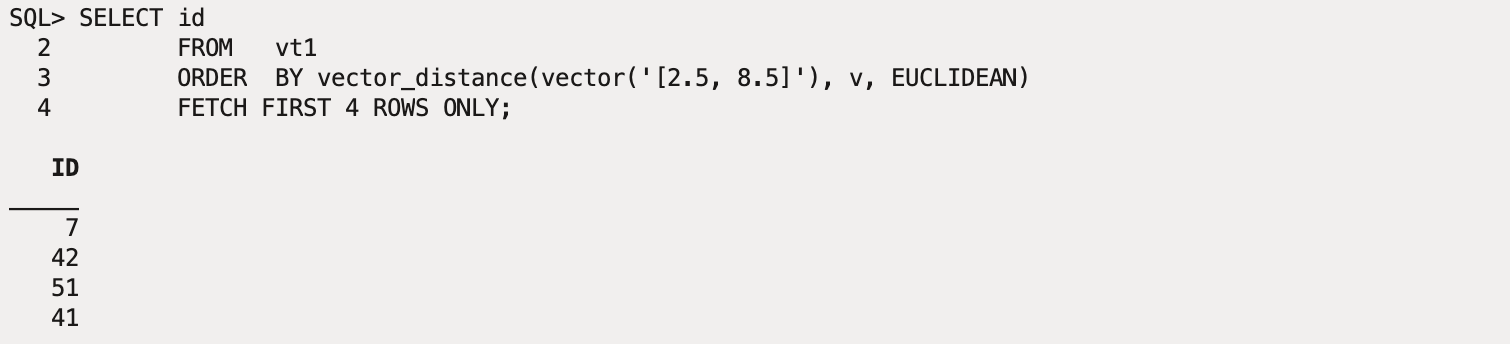 SQL> SELECT id
  2         FROM   vt1
  3         ORDER  BY vector_distance(vector('[2.5, 8.5]'), v, EUCLIDEAN)
  4         FETCH FIRST 4 ROWS ONLY;
   ID
_____
    7
   42
   51
   41